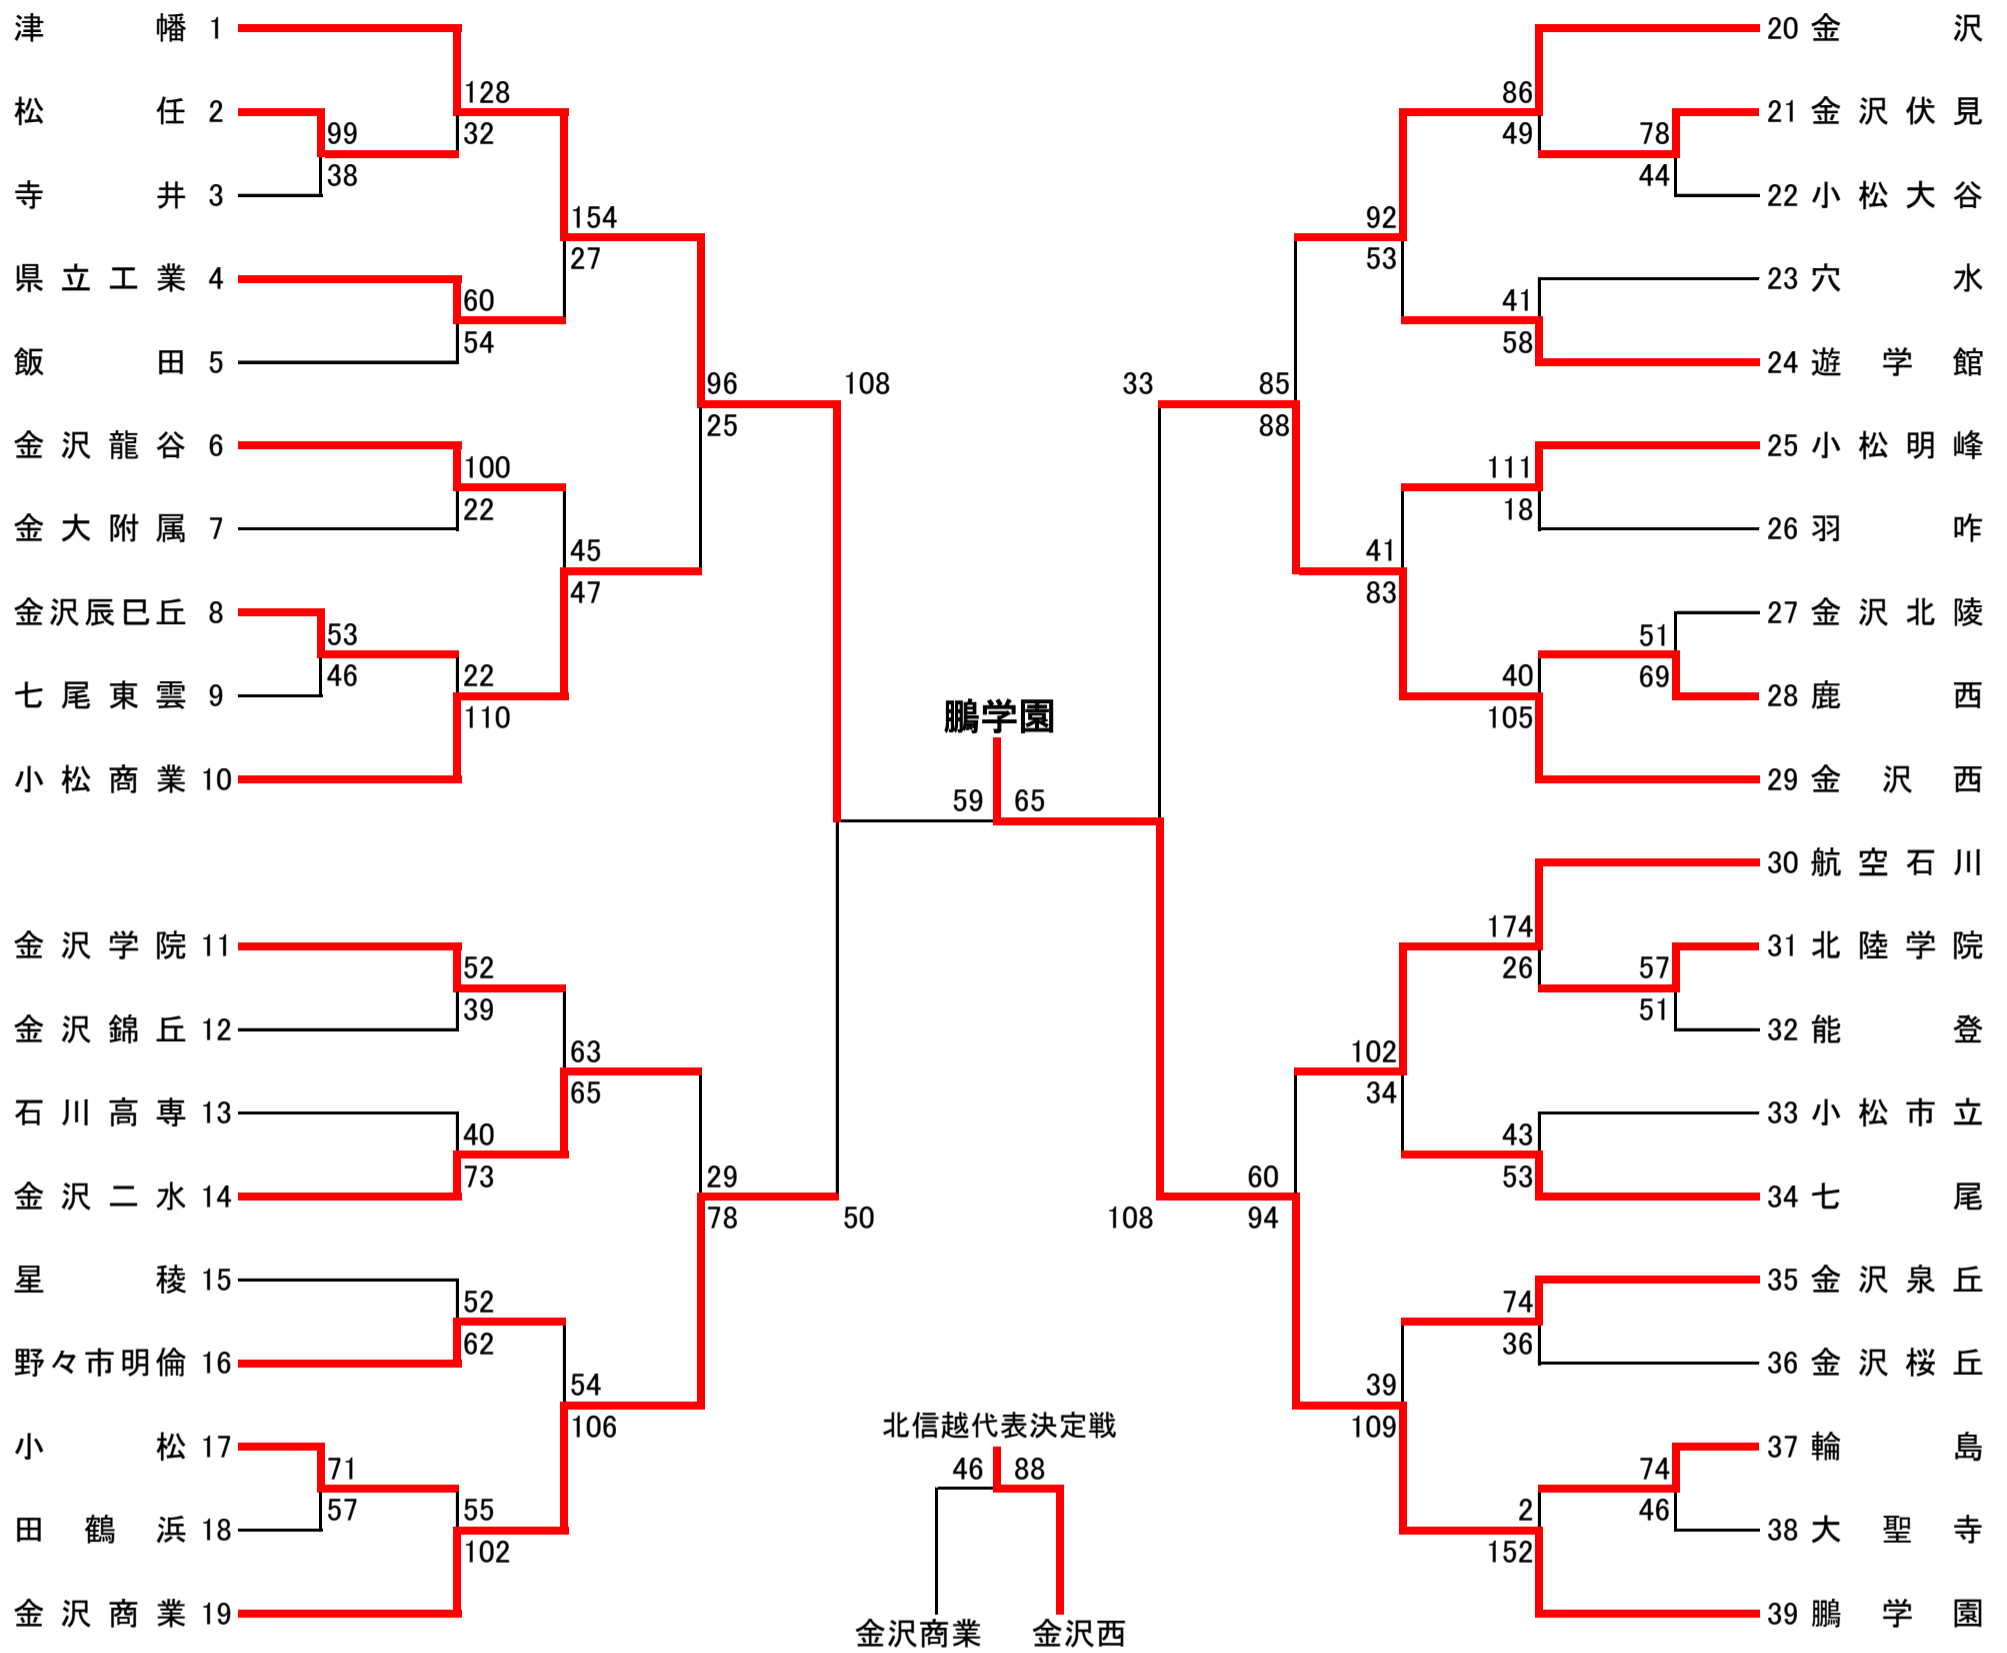 津幡 1
松任 2
寺井 3
県立工業 4
飯田 5
金沢龍谷 6
金大附属 7
金沢辰巳丘 8
七尾東雲 9
小松商業 10
金沢学院 11
金沢錦丘 12
石川高専 13
金沢二水 14
星稜 15
野々市明倫 16
小松 17
田鶴浜 18
金沢商業 19
99
38
53
46
71
57
128
32
60
54
100
22
22
110
52
39
40
73
52
62
55
102
154
27
45
47
63
65
54
106
96
25
29
78
108
50
鵬学園
59 65
北信越代表決定戦
46 88
金沢商業 金沢西
33
108
85
88
60
94
92
53
41
83
102
34
39
109
86
49
41
58
111
18
40
105
174
26
43
53
74
36
2
152
78
44
51
69
57
51
74
46
20 金沢
21 金沢伏見
22 小松大谷
23 穴水
24 遊学館
25 小松明峰
26 羽咋
27 金沢北陵
28 鹿西
29 金沢西
30 航空石川
31 北陸学院
32 能登
33 小松市立
34 七尾
35 金沢泉丘
36 金沢桜丘
37 輪島
38 大聖寺
39 鵬学園